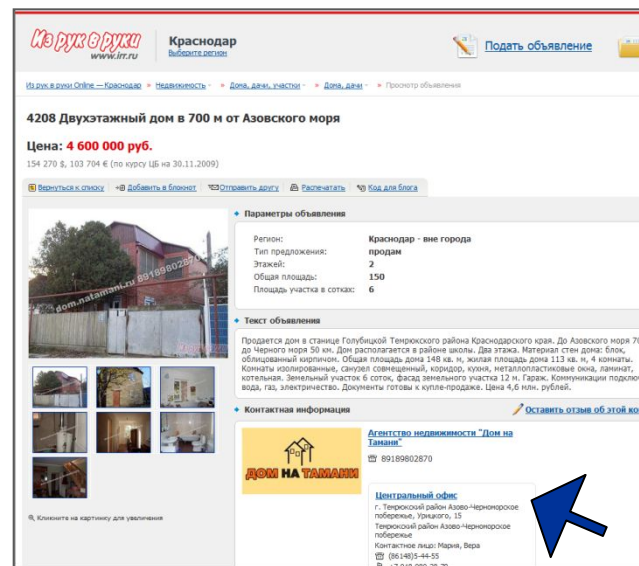 Из рук в руки
www.irr.ru
Краснодар
Выберите регион
Подать объявление
Из рук в руки Online — Краснодар » Недвижимость » Дома, дачи, участки » Дома, дачи » Просмотр объявления
4208 Двухэтажный дом в 700 м от Азовского моря
Цена: 4 600 000 руб.
154 270 $, 103 704 € (по курсу ЦБ на 30.11.2009)
Вернуться к списку Добавить в блокнот Отправить другу Распечатать Код для блога
Параметры объявления
Регион: Краснодар - вне города
Тип предложения: продам
Этажей: 2
Общая площадь: 150
Площадь участка в сотках: 6
dom.natamani.ru 89189802870
Текст объявления
Продается дом в станице Голубицкой Темрюкского района Краснодарского края. До Азовского моря 70
до Черного моря 50 км. Дом располагается в районе школы. Два этажа. Материал стен дома: блок,
облицованный кирпичом. Общая площадь дома 148 кв. м, жилая площадь дома 113 кв. м, 4 комнаты.
Комнаты изолированные, санузел совмещенный, коридор, кухня, металлопластиковые окна, ламинат,
котельная. Земельный участок 6 соток, фасад земельного участка 12 м. Гараж. Коммуникации подклю
вода, газ, электричество. Документы готовы к купле-продаже. Цена 4,6 млн. рублей.
Контактная информация
Оставить отзыв об этой ко
ДОМ НА ТАМАНИ
Агентство недвижимости "Дом на
Тамани"
89189802870
Центральный офис
г. Темрюкский район Азово-Черноморское
побережье, Урицкого, 15
Темрюкский район Азово-Черноморское
побережье
Контактное лицо: Мария, Вера
(86148)5-44-55
Кликните на картинку для увеличения